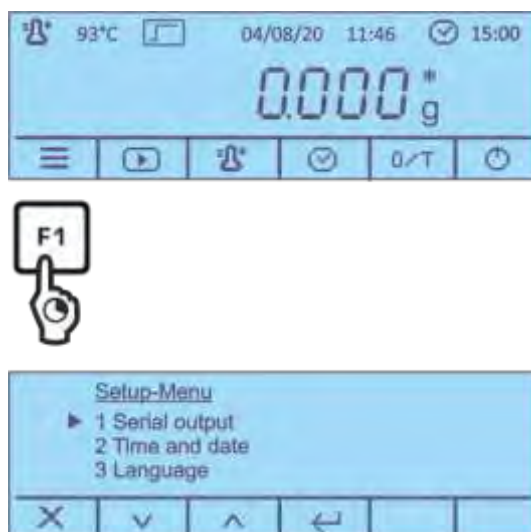 93°C 04/08/20 11:46 15:00
0.000 * g
0/T
F1
Setup-Menu
1 Serial output
2 Time and date
3 Language